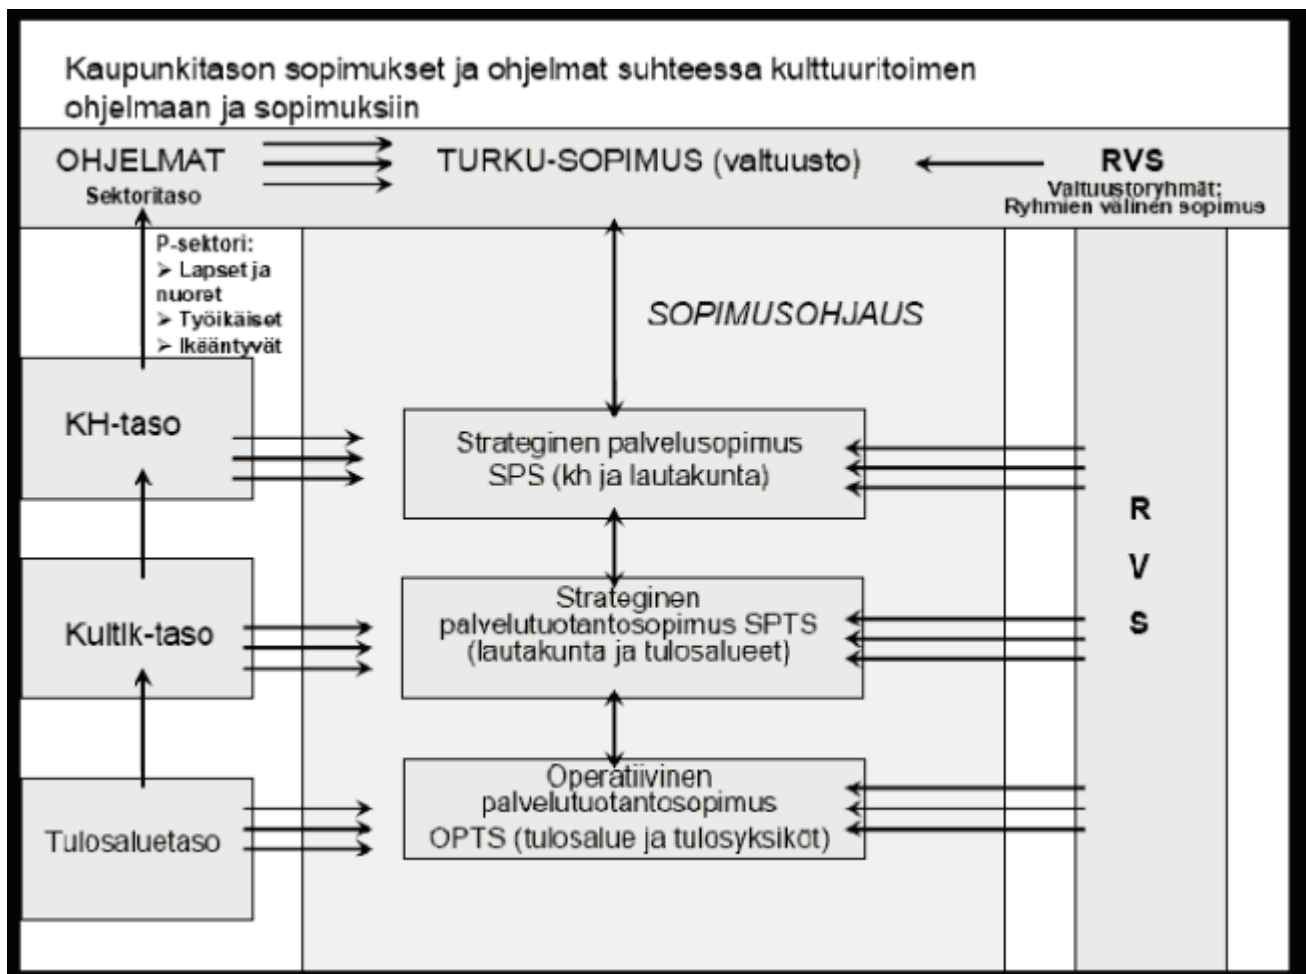 Kaupunkitason sopimukset ja ohjelmat suhteessa kulttuuritoimen
ohjelmaan ja sopimuksiin
OHJELMAT
Sektoritaso
TURKU-SOPIMUS (valtuusto)
RVS
Valtuustoryhmät:
Ryhmien välinen sopimus
P-sektori:
➢ Lapset ja
nuoret
➢ Työikäiset
➢ Ikääntyvät
SOPIMUSOHJAUS
KH-taso
Strateginen palvelusopimus
SPS (kh ja lautakunta)
Kultlk-taso
Strateginen
palvelutuotantosopimus SPTS
(lautakunta ja tulosalueet)
Tulosaluetaso
Operatiivinen
palvelutuotantosopimus
OPTS (tulosalue ja tulosyksiköt)
R
V
S